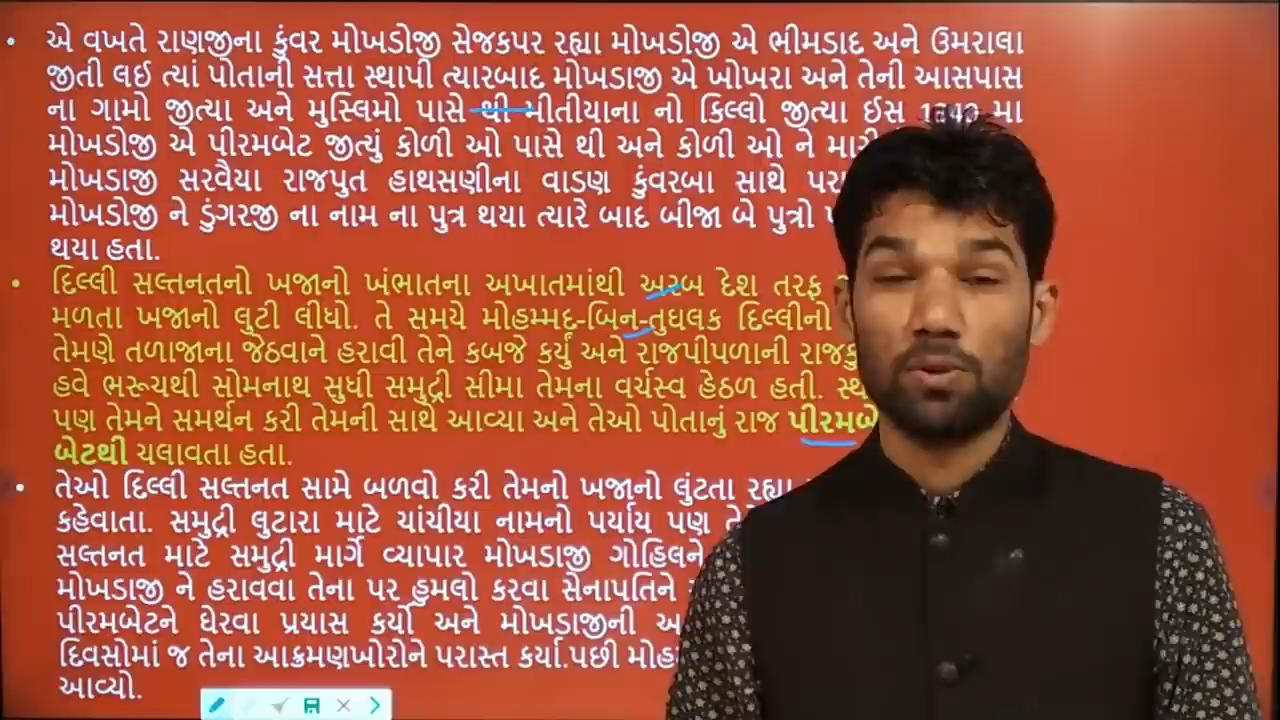 એ વખતે રાણજીના કુંવર મોખડોજી સેજકપર રહ્યા મોખડોજી એ ભીમડાદ અને ઉમરાલા
જીતી લઈ ત્યાં પોતાની સત્તા સ્થાપી ત્યારબાદ મોખડાજી એ ખોખરા અને તેની આસપાસ
ના ગામો જીત્યા અને મુસ્લિમો પાસે થી મીતીયાના નો કિલ્લો જીત્યા ઈસ મા
મોખડોજી એ પીરમબેટ જીત્યું કોળી ઓ પાસે થી અને કોળી ઓ ને
મોખડાજી સરવૈયા રાજપુત હાથસણીના વાડણ કુંવરબા સાથે
મોખડોજી ને ડુંગરજી ના નામ ના પુત્ર થયા ત્યારે બાદ બીજા બે પુત્રો
થયા હતા.
દિલ્લી સલ્તનતનો ખજાનો ખંભાતના અખાતમાંથી અરબ દેશ તરફ
મળતા ખજાનો લુટી લીધો. તે સમયે મોહમ્મદ-બિન-તુઘલક દિલ્લીનો
તેમણે તળાજાના જેઠવાને હરાવી તેને કબજે કર્યું અને રાજપીપળાની
હવે ભરૂચથી સોમનાથ સુધી સમુદ્રી સીમા તેમના વર્ચસ્વ હેઠળ હતી.
પણ તેમને સમર્થન કરી તેમની સાથે આવ્યા અને તેઓ પોતાનું રાજ
બેટથી ચલાવતા હતા.
તેઓ દિલ્લી સલ્તનત સામે બળવો કરી તેમનો ખજાનો લુંટતા રહ્યા
કહેવાતા. સમુદ્રી લુટારા માટે ચાંચીયા નામનો પર્યાય પણ
સલ્તનત માટે સમુદ્રી માર્ગે વ્યાપાર મોખડાજી ગોહિલને
મોખડાજી ને હરાવવા તેના પર હુમલો કરવા સેનાપતિને
પીરમબેટને ઘેરવા પ્રયાસ કર્યો અને મોખડાજીની
દિવસોમાં જ તેના આક્રમણખોરોને પરાસ્ત કર્યા.પછી
આવ્યો.